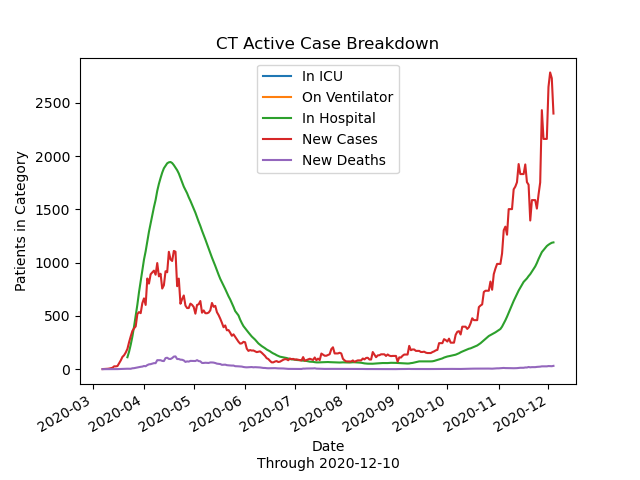 CT Active Case Breakdown
In ICU
On Ventilator
In Hospital
New Cases
New Deaths
Patients in Category
2500
2000
1500
1000
500
0
2020-03
2020-04
2020-05
2020-06
2020-07
2020-08
2020-09
2020-10
2020-11
2020-12
Date
Through 2020-12-10